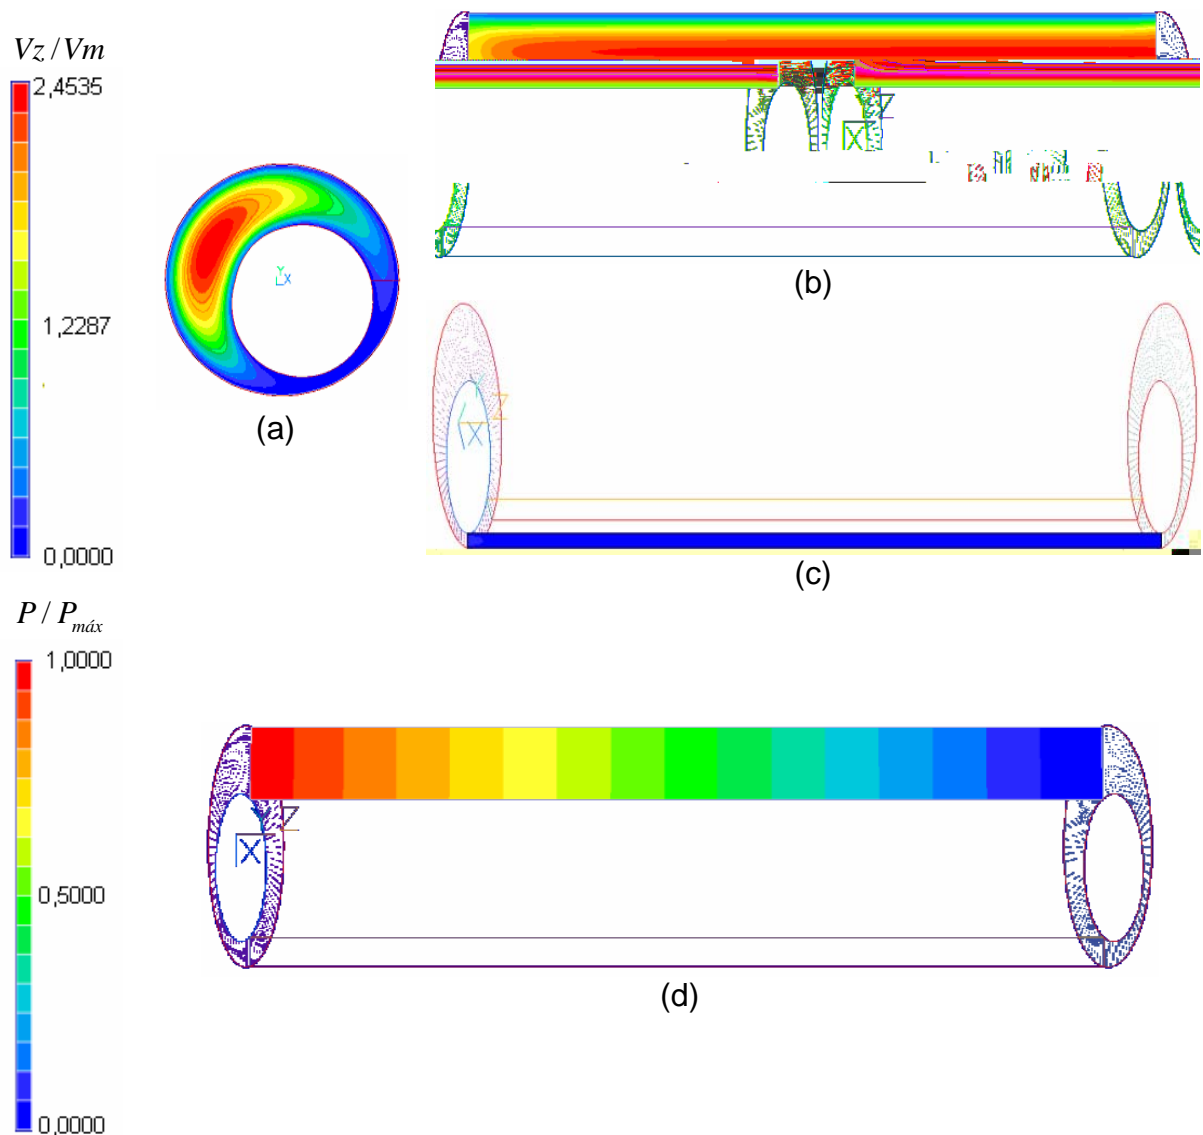 Vz / Vm
2,4535
1,2287
0,0000
Y
X
(a)
Z
X
(b)
Y
Z
X
(c)
P / Pmáx
1,0000
0,5000
0,0000
Z
X
(d)